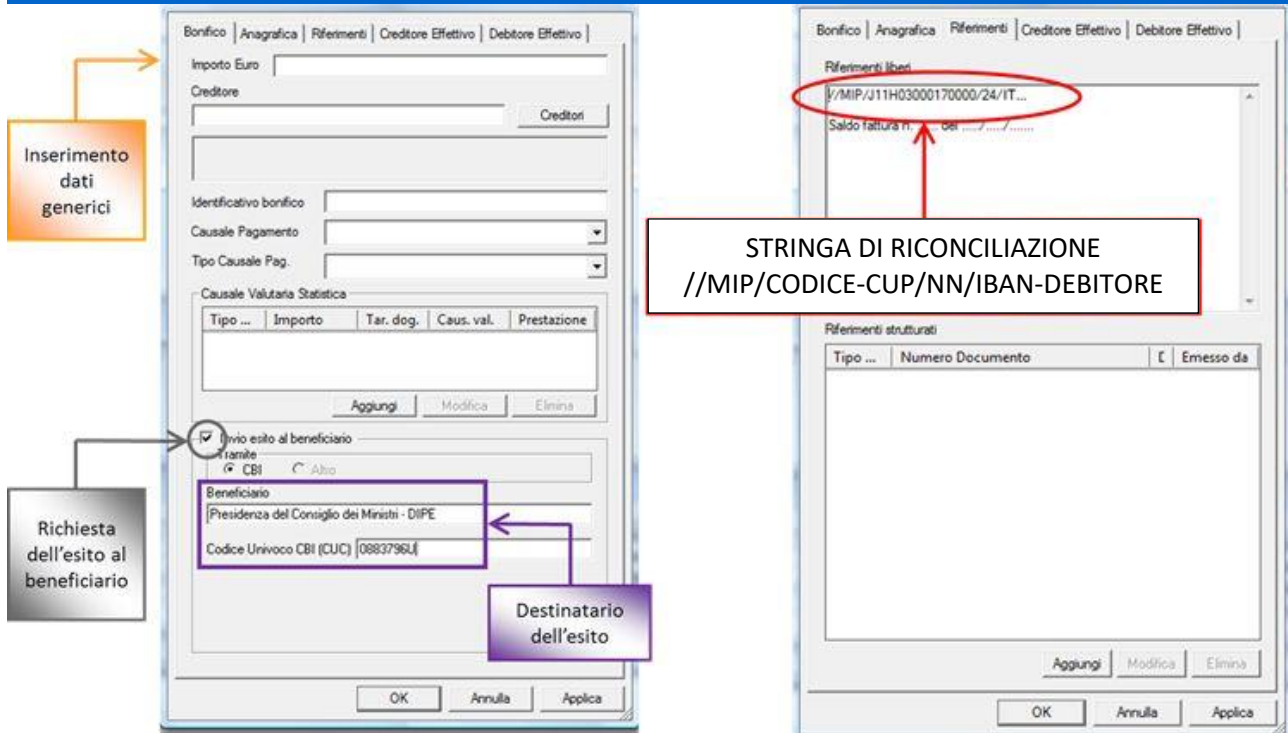 Bonifico Anagrafica Riferimenti Creditore Effettivo Debitore Effettivo
Importo Euro
Creditore
Creditori
Inserimento
dati
generici
Identificativo bonifico
Causale Pagamento
Tipo Causale Pag.
Causale Valutaria Statistica
Tipo ... Importo Tar. dog. Caus. val. Prestazione
Aggiungi Modifica Elimina
Invio esito al beneficiario
Tramite
CBI Altro
Beneficiario
Presidenza del Consiglio dei Ministri - DIPE
Codice Univoco CBI (CUC) 0883796U
Richiesta
dell'esito al
beneficiario
Destinatario
dell'esito
OK Annulla Applica
Bonifico Anagrafica Riferimenti Creditore Effettivo Debitore Effettivo
Riferimenti liberi
//MIP/J11H03000170000/24/IT...
Saldo fattura n. ..... del ...../...../......
STRINGA DI RICONCILIAZIONE
//MIP/CODICE-CUP/NN/IBAN-DEBITORE
Riferimenti strutturati
Tipo ... Numero Documento Emesso da
Aggiungi Modifica Elimina
OK Annulla Applica